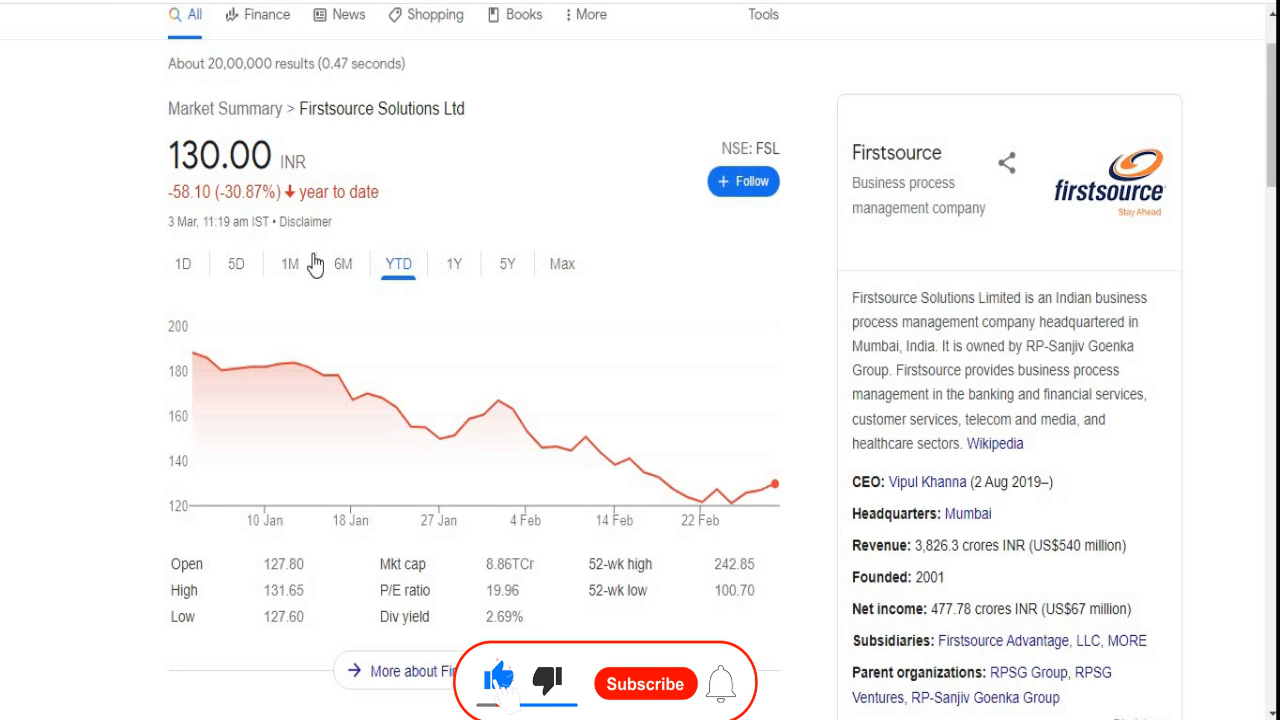 All Finance News Shopping Books More Tools
About 20,00,000 results (0.47 seconds)
Market Summary > Firstsource Solutions Ltd
130.00 INR
NSE: FSL
-58.10 (-30.87%) year to date
+ Follow
3 Mar, 11:19 am IST • Disclaimer
1D 5D 1M 6M YTD 1Y 5Y Max
200
180
160
140
120
10 Jan 18 Jan 27 Jan 4 Feb 14 Feb 22 Feb
Open 127.80 Mkt cap 8.86TCr 52-wk high 242.85
High 131.65 P/E ratio 19.96 52-wk low 100.70
Low 127.60 Div yield 2.69%
More about Fi
Subscribe
Firstsource
Business process
management company
firstsource
Stay Ahead
Firstsource Solutions Limited is an Indian business
process management company headquartered in
Mumbai, India. It is owned by RP-Sanjiv Goenka
Group. Firstsource provides business process
management in the banking and financial services,
customer services, telecom and media, and
healthcare sectors. Wikipedia
CEO: Vipul Khanna (2 Aug 2019–)
Headquarters: Mumbai
Revenue: 3,826.3 crores INR (US$540 million)
Founded: 2001
Net income: 477.78 crores INR (US$67 million)
Subsidiaries: Firstsource Advantage, LLC, MORE
Parent organizations: RPSG Group, RPSG
Ventures, RP-Sanjiv Goenka Group